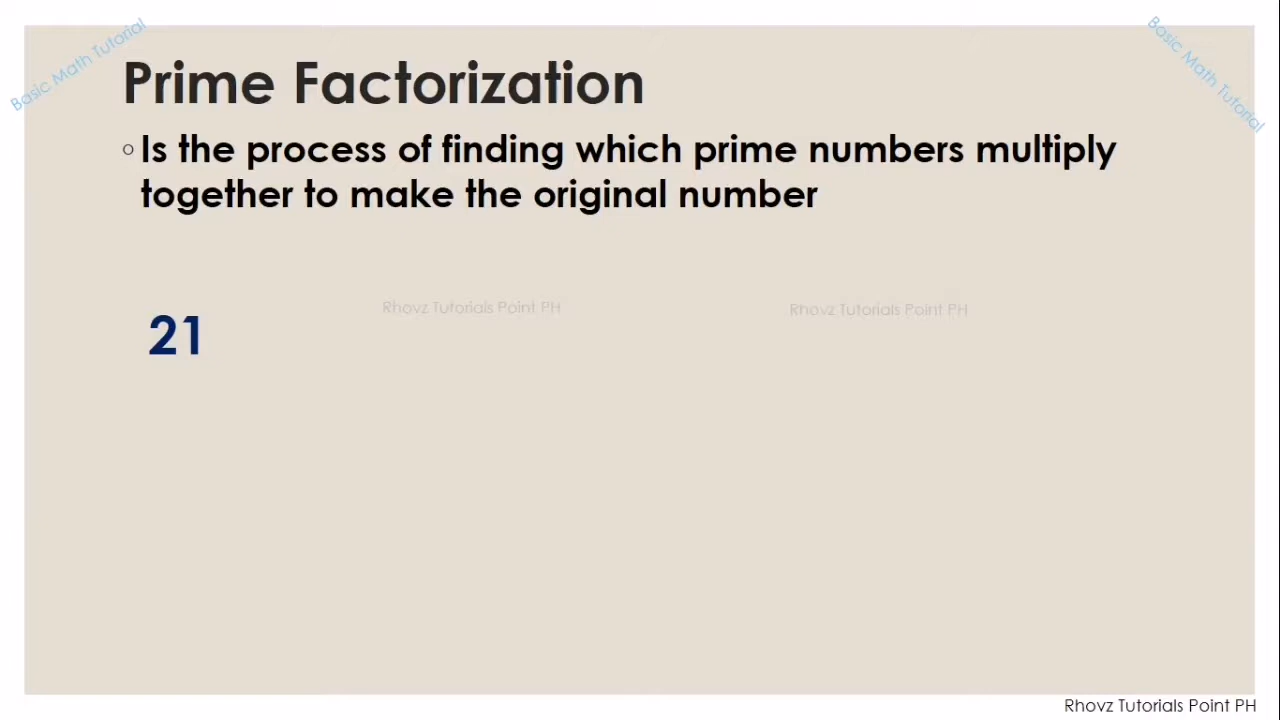 Basic Math Tutorial
Basic Math Tutorial
Prime Factorization
◦ Is the process of finding which prime numbers multiply
together to make the original number
Rhovz Tutorials Point PH
Rhovz Tutorials Point PH
21
Rhovz Tutorials Point PH